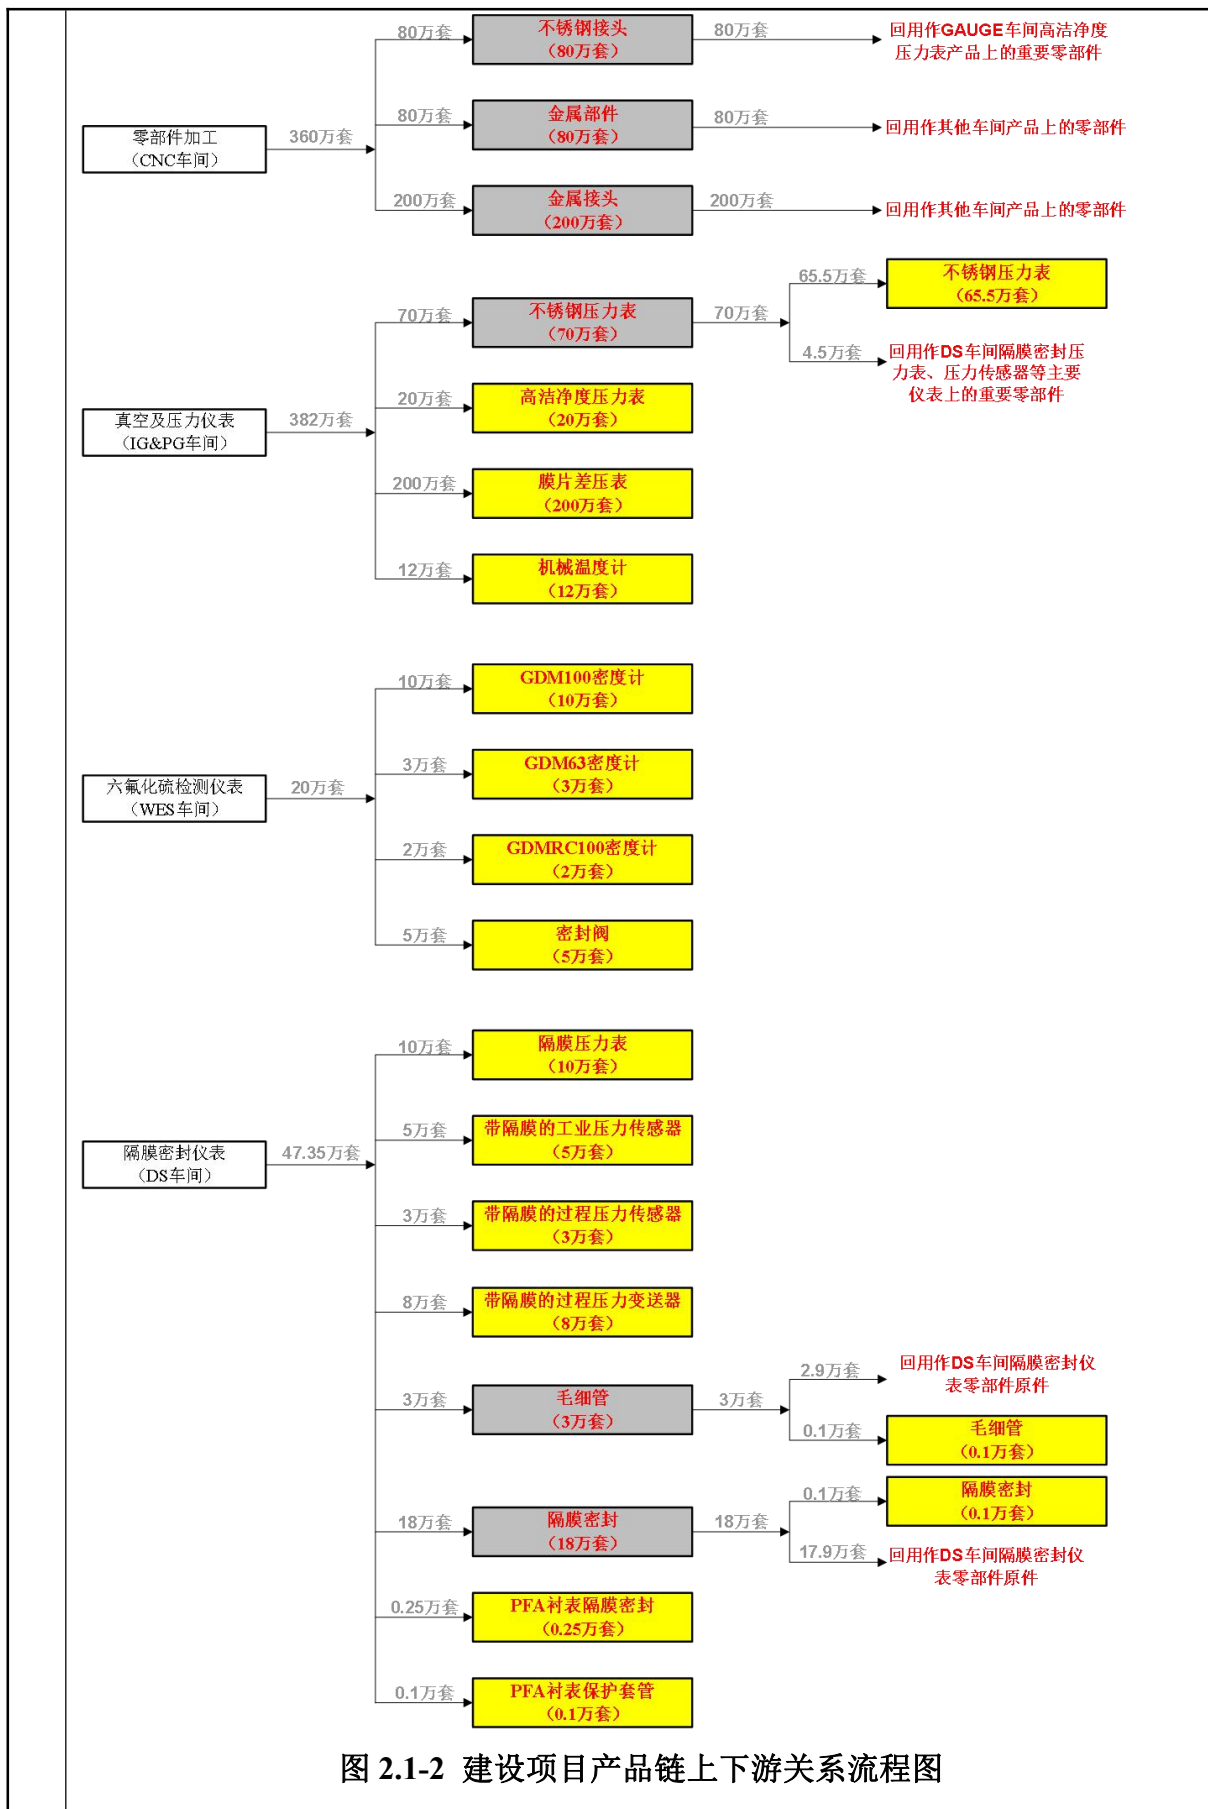 80万套
不锈钢接头
（80万套）
80万套
回用作GAUGE车间高洁净度
压力表产品上的重要零部件
零部件加工
（CNC车间）
360万套
80万套
金属部件
（80万套）
80万套
回用作其他车间产品上的零部件
200万套
金属接头
（200万套）
200万套
回用作其他车间产品上的零部件
真空及压力仪表
（IG&PG车间）
382万套
70万套
不锈钢压力表
（70万套）
70万套
65.5万套
不锈钢压力表
（65.5万套）
4.5万套
回用作DS车间隔膜密封压
力表、压力传感器等主要
仪表上的重要零部件
20万套
高洁净度压力表
（20万套）
200万套
膜片差压表
（200万套）
12万套
机械温度计
（12万套）
六氟化硫检测仪表
（WES车间）
20万套
10万套
GDM100密度计
（10万套）
3万套
GDM63密度计
（3万套）
2万套
GDMRC100密度计
（2万套）
5万套
密封阀
（5万套）
隔膜密封仪表
（DS车间）
47.35万套
10万套
隔膜压力表
（10万套）
5万套
带隔膜的工业压力传感器
（5万套）
3万套
带隔膜的过程压力传感器
（3万套）
8万套
带隔膜的过程压力变送器
（8万套）
3万套
毛细管
（3万套）
3万套
2.9万套
回用作DS车间隔膜密封仪
表零部件原件
0.1万套
毛细管
（0.1万套）
18万套
隔膜密封
（18万套）
18万套
0.1万套
隔膜密封
（0.1万套）
17.9万套
回用作DS车间隔膜密封仪
表零部件原件
0.25万套
PFA衬表隔膜密封
（0.25万套）
0.1万套
PFA衬表保护套管
（0.1万套）
图 2.1-2 建设项目产品链上下游关系流程图